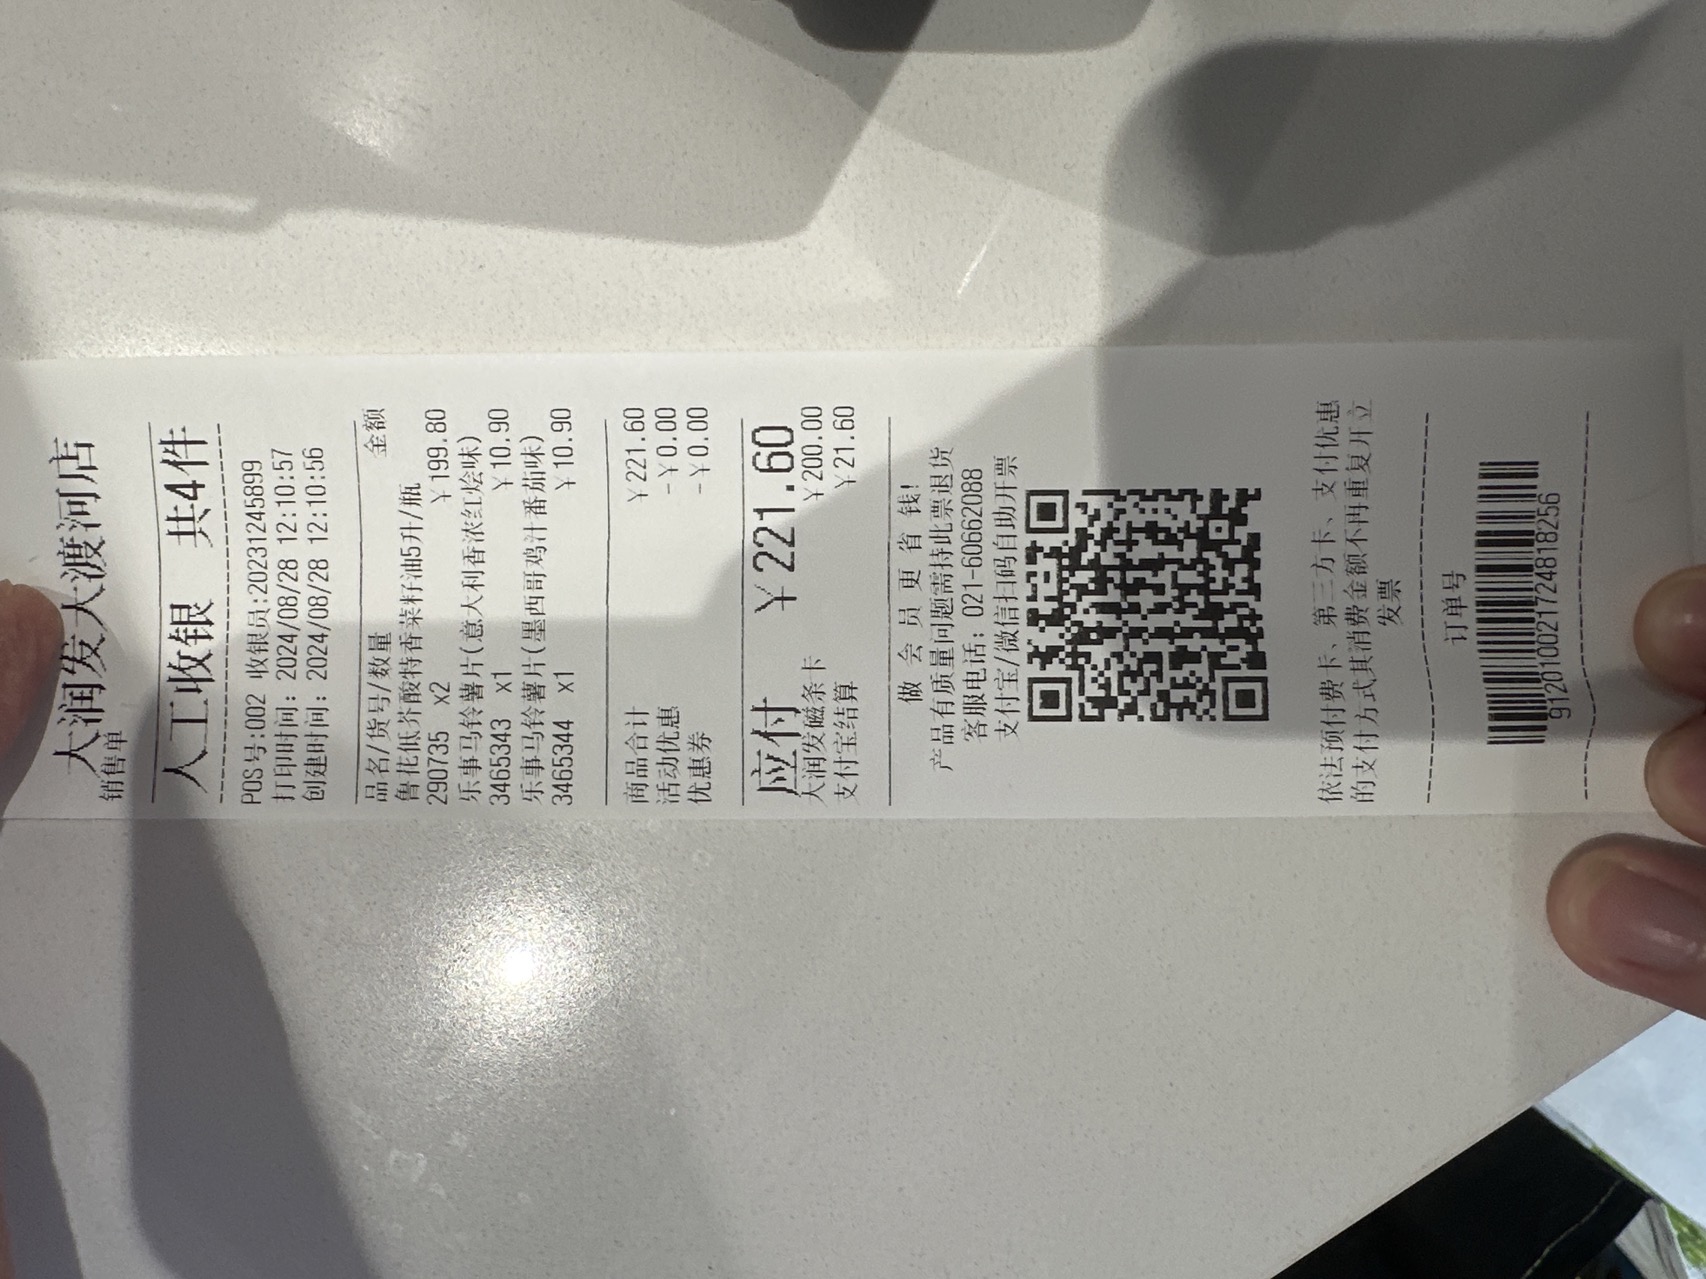 大润发大渡河店
销售单
人工收银 共4件
POS号:002 收银员:20231245899
打印时间: 2024/08/28 12:10:57
创建时间: 2024/08/28 12:10:56
品名/货号/数量 金额
鲁花低芥酸特香菜籽油5升/瓶
290735 x2 ￥199.80
乐事马铃薯片(意大利香浓红烩味)
3465343 x1 ￥10.90
乐事马铃薯片(墨西哥鸡汁番茄味)
3465344 x1 ￥10.90
商品合计 ￥221.60
活动优惠 -￥0.00
优惠券 -￥0.00
应付 ￥221.60
大润发磁条卡 ￥200.00
支付宝结算 ￥21.60
做 会 员 更 省 钱!
产品有质量问题需持此票退货
客服电话: 021-60662088
支付宝/微信扫码自助开票
依法预付费卡、第三方卡、支付优惠
的支付方式其消费金额不再重复开立
发票
订单号
912010021724818256